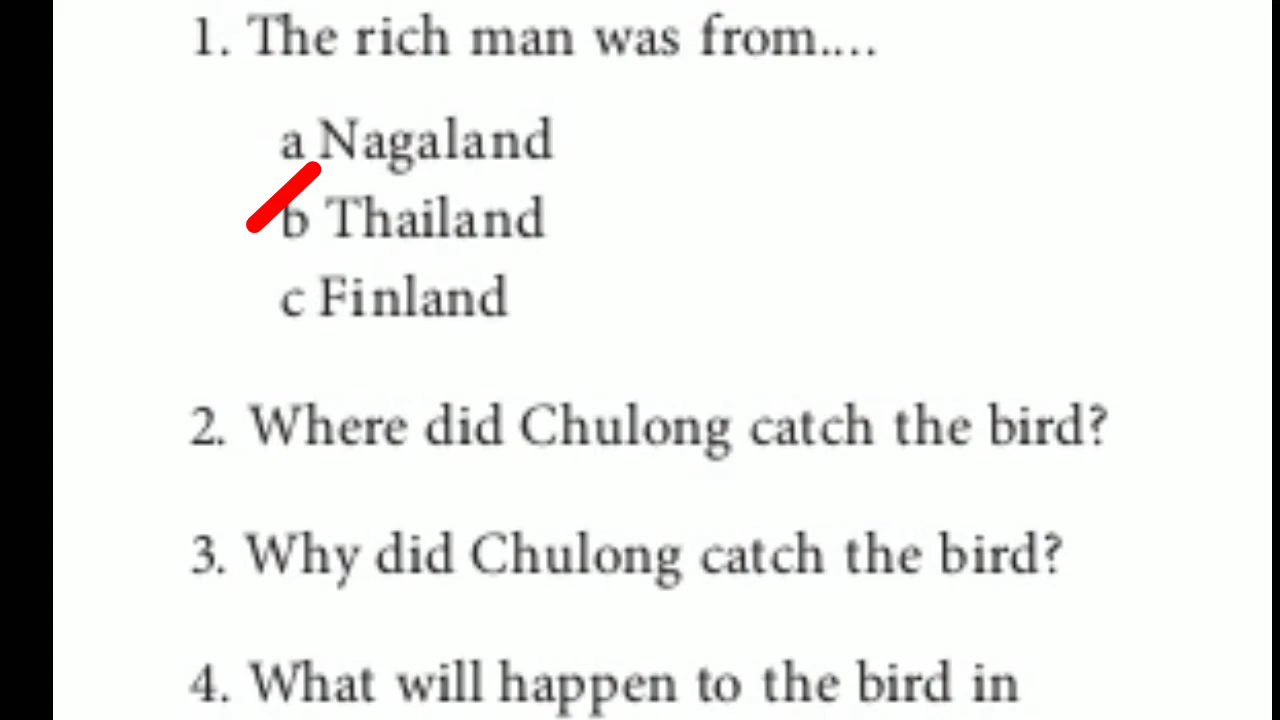 1. The rich man was from....
a Nagaland
b Thailand
c Finland
2. Where did Chulong catch the bird?
3. Why did Chulong catch the bird?
4. What will happen to the bird in